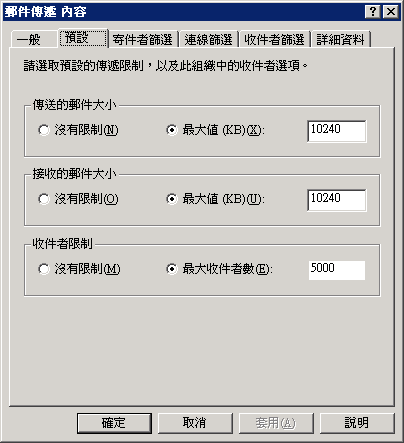 郵件傳遞 內容
一般 預設 寄件者篩選 連線篩選 收件者篩選 詳細資料
請選取預設的傳遞限制，以及此組織中的收件者選項。
傳送的郵件大小
沒有限制(N) 最大值 (KB)(X): 10240
接收的郵件大小
沒有限制(O) 最大值 (KB)(U): 10240
收件者限制
沒有限制(M) 最大收件者數(E): 5000
確定 取消 套用(A) 說明